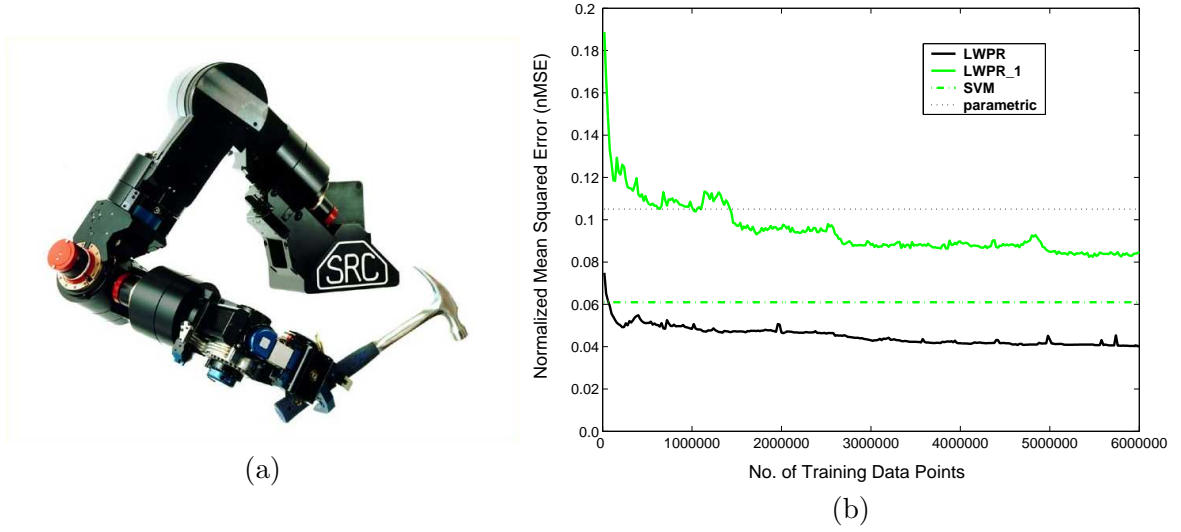 SRC
(a)
Normalized Mean Squared Error (nMSE)
0.2
0.18
0.16
0.14
0.12
0.1
0.08
0.06
0.04
0.02
0.0
0
1000000
2000000
3000000
4000000
5000000
6000000
LWPR
LWPR_1
SVM
parametric
No. of Training Data Points
(b)